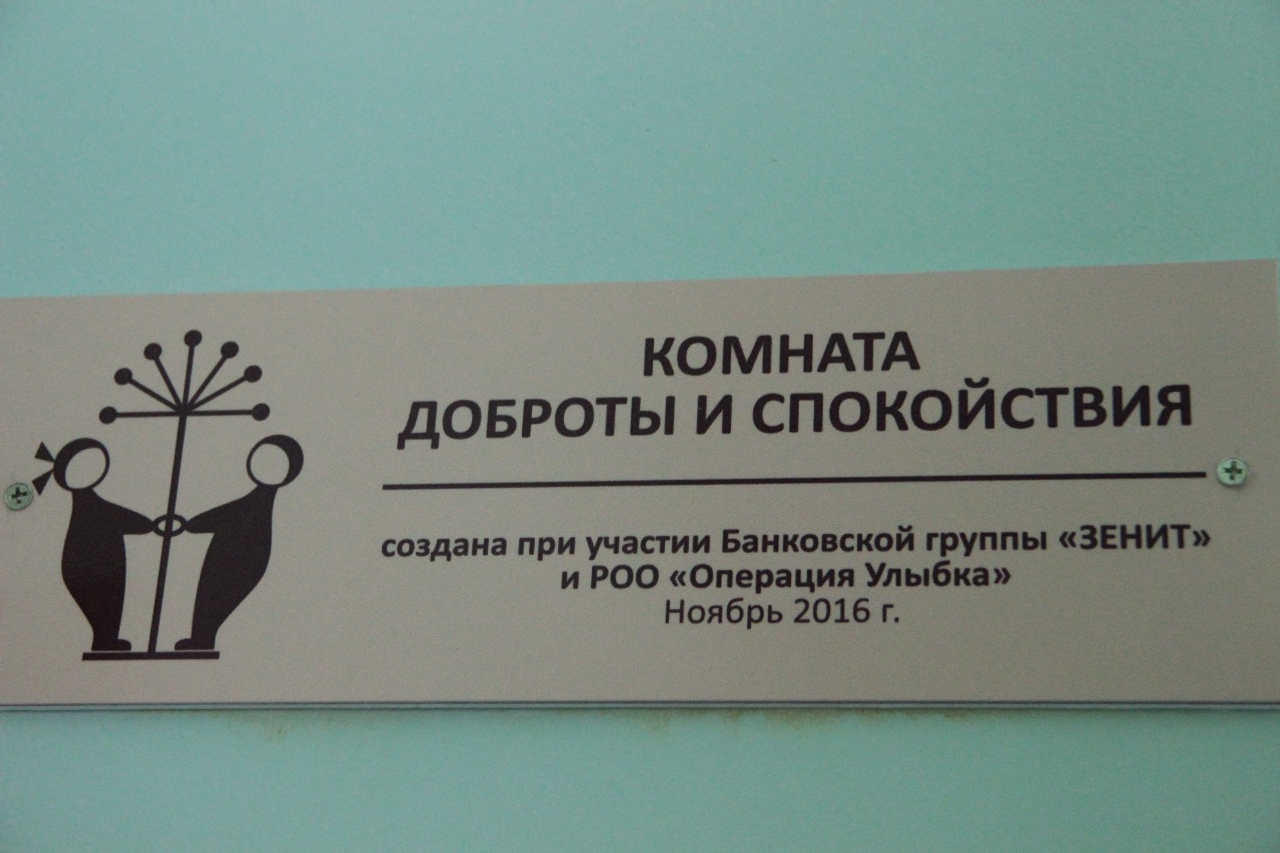 КОМНАТА
ДОБРОТЫ И СПОКОЙСТВИЯ
создана при участии Банковской группы «ЗЕНИТ»
и РОО «Операция Улыбка»
Ноябрь 2016 г.